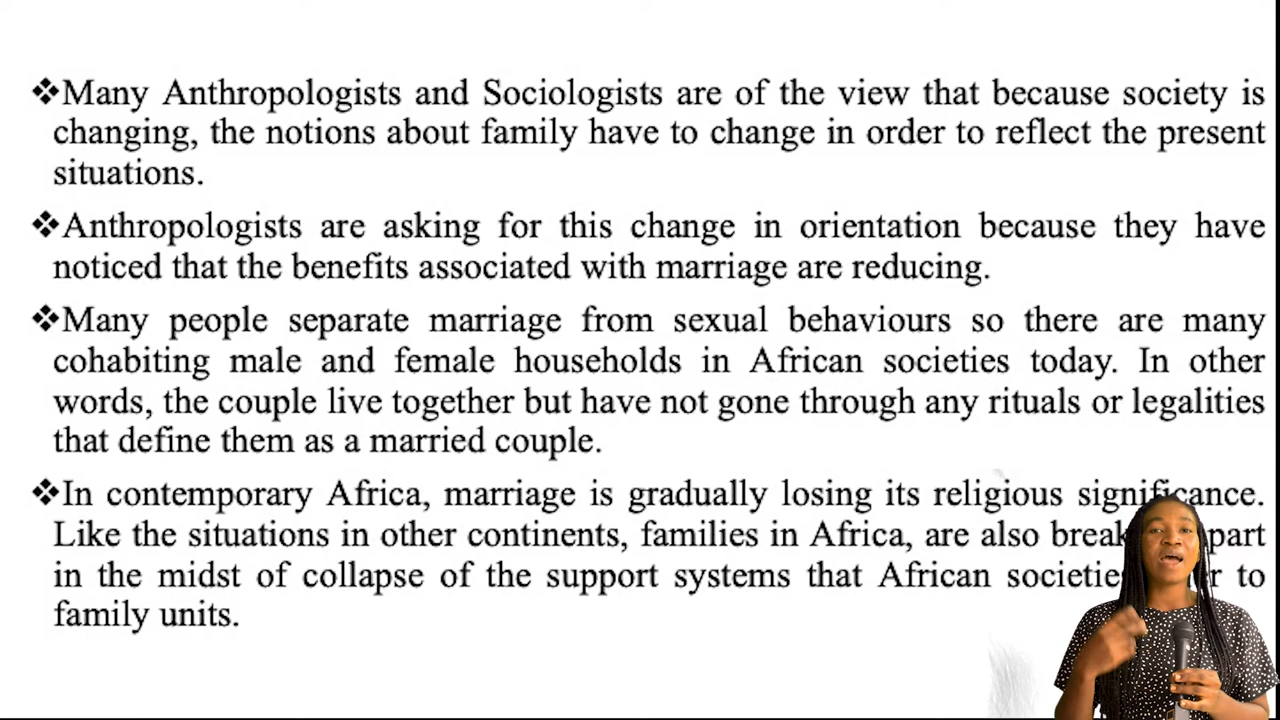 ❖Many Anthropologists and Sociologists are of the view that because society is
changing, the notions about family have to change in order to reflect the present
situations.
❖Anthropologists are asking for this change in orientation because they have
noticed that the benefits associated with marriage are reducing.
❖Many people separate marriage from sexual behaviours so there are many
cohabiting male and female households in African societies today. In other
words, the couple live together but have not gone through any rituals or legalities
that define them as a married couple.
❖In contemporary Africa, marriage is gradually losing its religious significance.
Like the situations in other continents, families in Africa, are also
in the midst of collapse of the support systems that African to
family units.